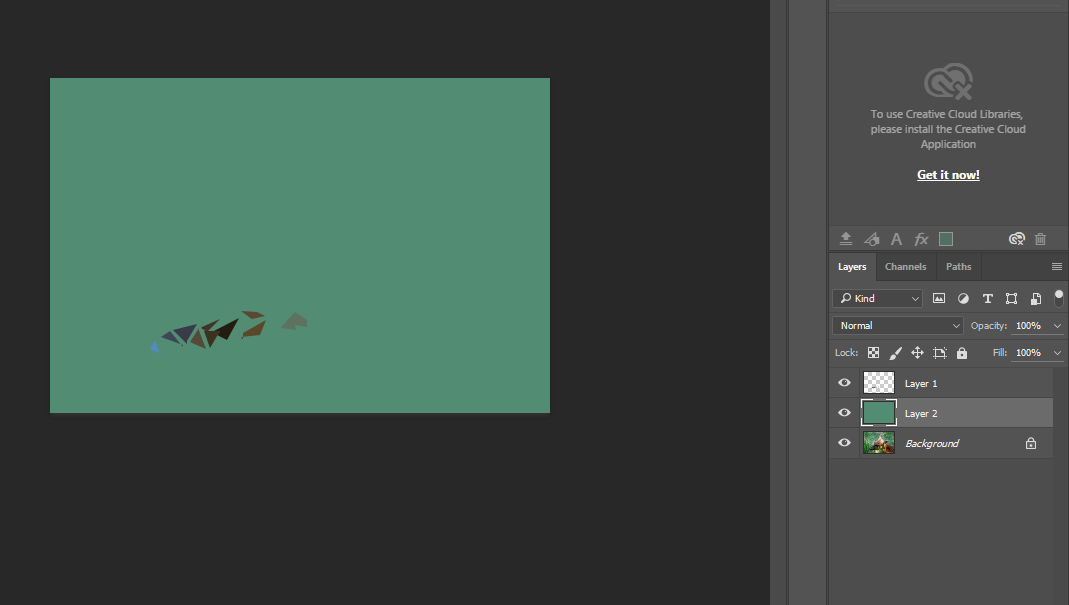 To use Creative Cloud Libraries,
please install the Creative Cloud
Application
Get it now!
A fx
Layers Channels Paths
Kind T
Normal Opacity: 100%
Lock: Fill: 100%
Layer 1
Layer 2
Background